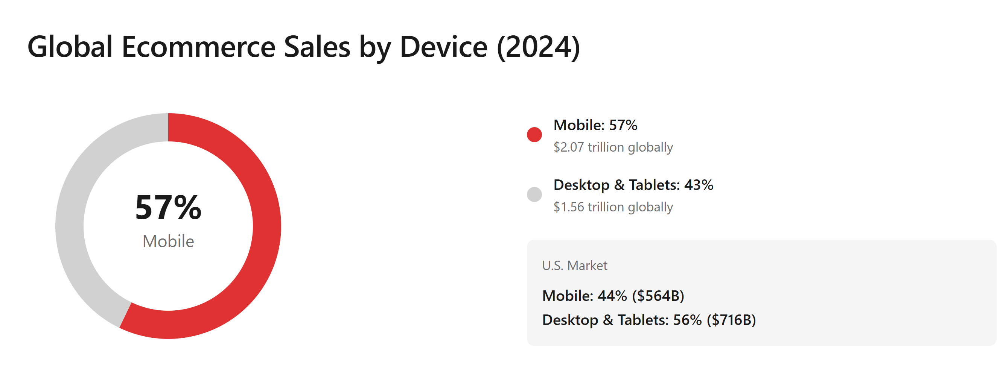 Global Ecommerce Sales by Device (2024)
57%
Mobile
Mobile: 57%
$2.07 trillion globally
Desktop & Tablets: 43%
$1.56 trillion globally
U.S. Market
Mobile: 44% ($564B)
Desktop & Tablets: 56% ($716B)